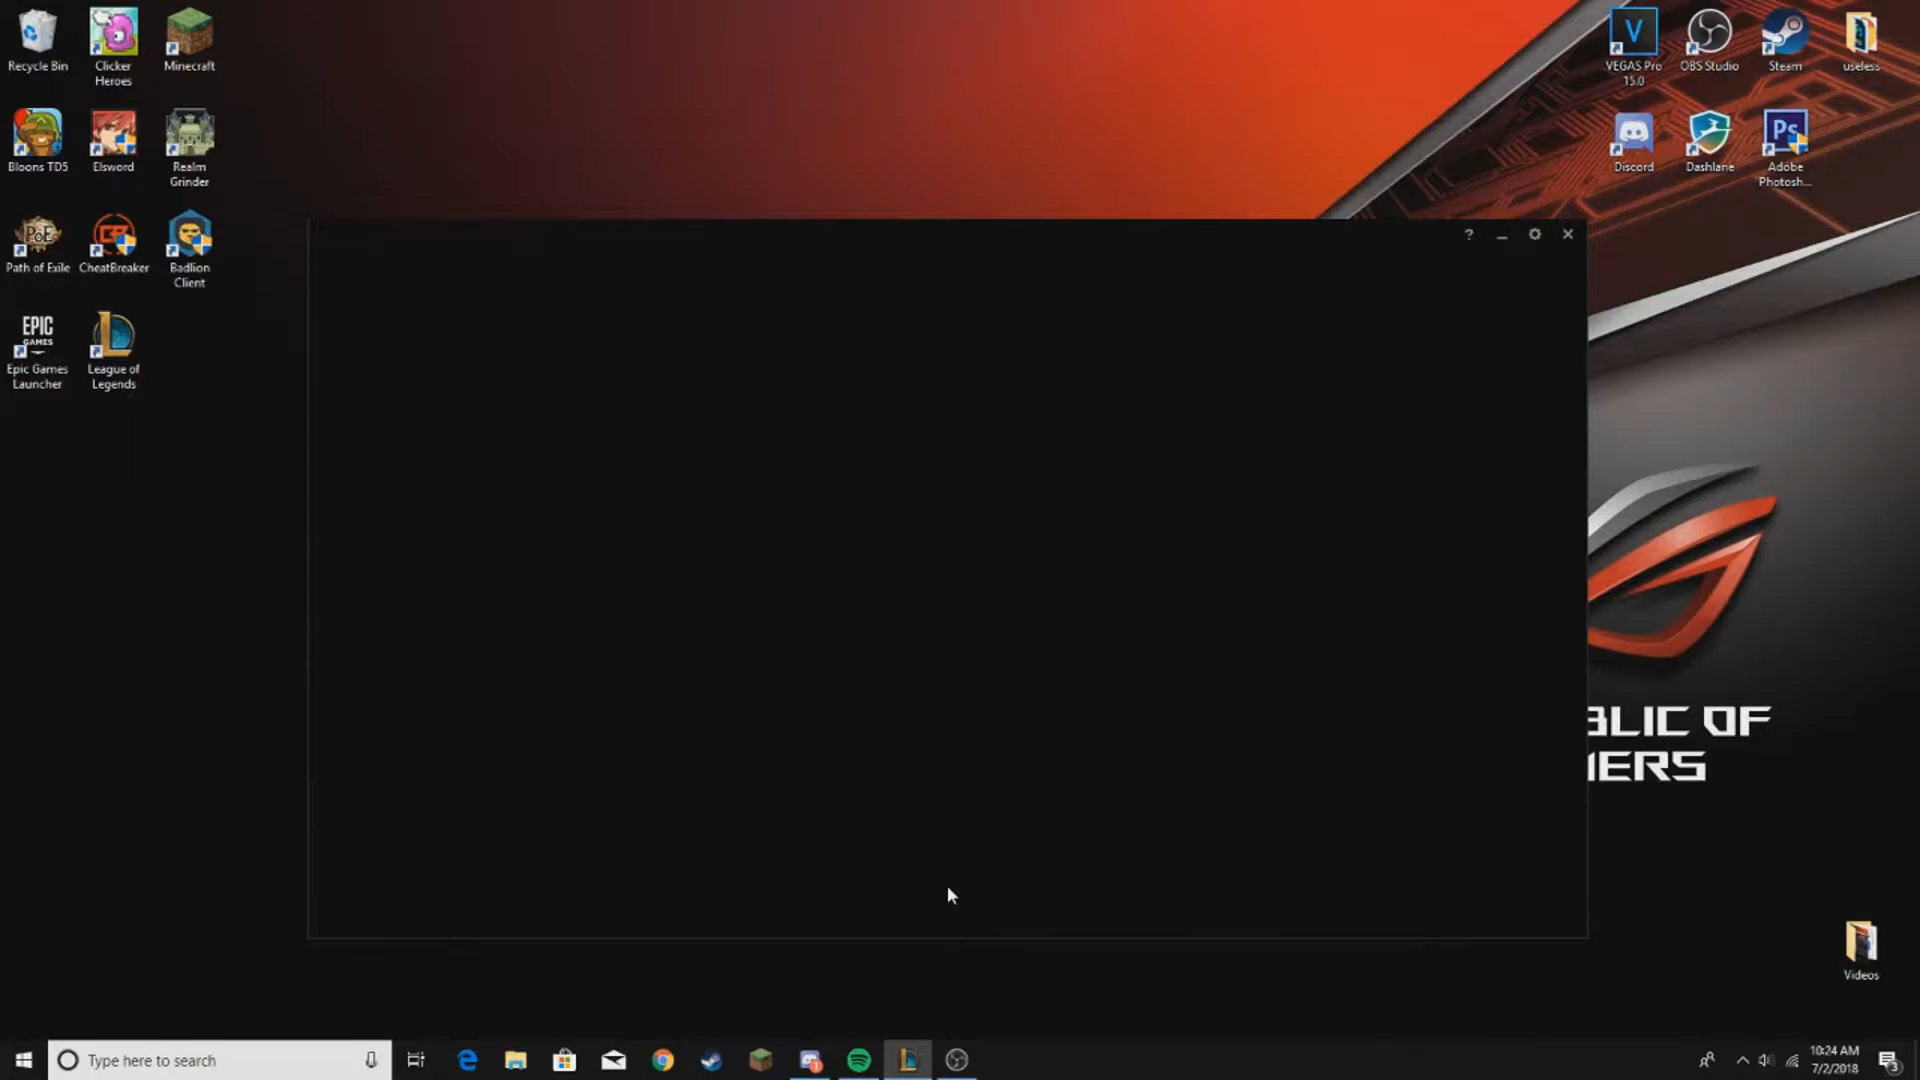 Recycle Bin
Clicker
Heroes
Minecraft
Bloons TD5
Elsword
Realm
Grinder
Path of Exile
CheatBreaker
Badlion
Client
EPIC
GAMES
Epic Games
Launcher
League of
Legends
V
VEGAS Pro
15.0
OBS Studio
Steam
useless
Discord
Dashlane
Ps
Adobe
Photosh...
?
BLIC OF
MERS
Videos
Type here to search
10:24 AM
7/2/2018